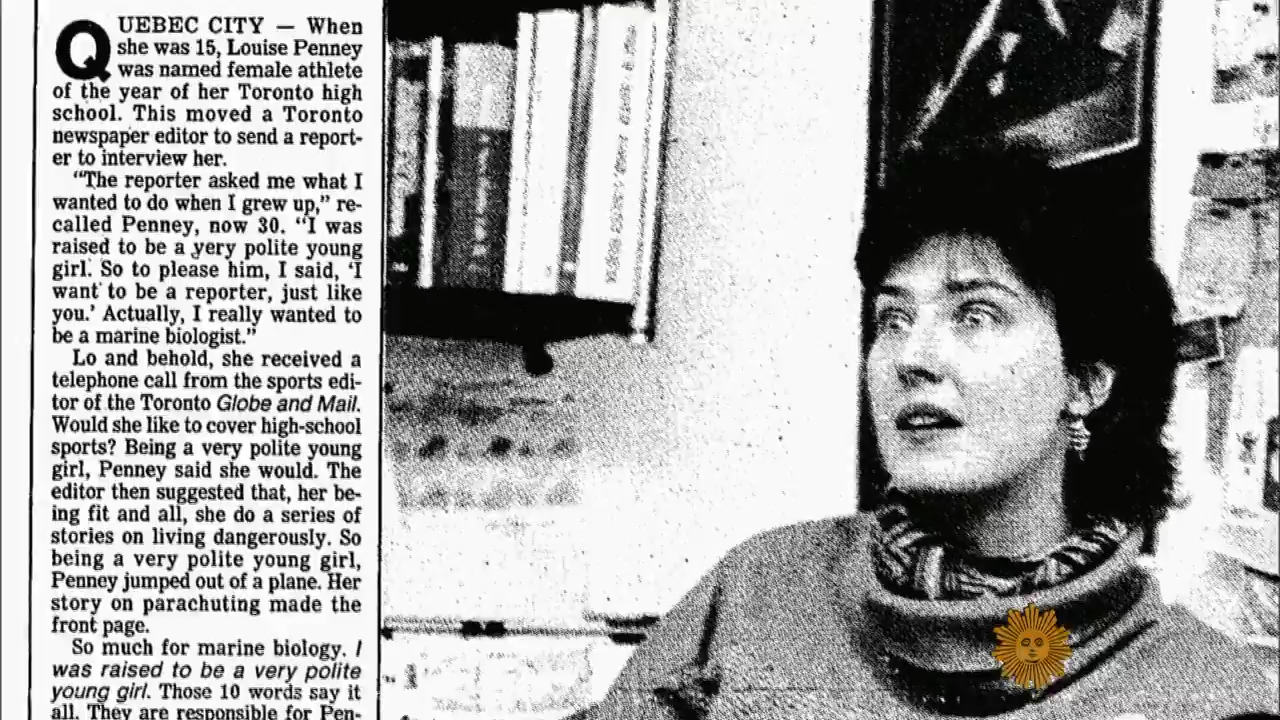 QUEBEC CITY — When
she was 15, Louise Penney
was named female athlete
of the year of her Toronto high
school. This moved a Toronto
newspaper editor to send a report-
er to interview her.
“The reporter asked me what I
wanted to do when I grew up,” re-
called Penney, now 30. “I was
raised to be a very polite young
girl. So to please him, I said, ‘I
want to be a reporter, just like
you.’ Actually, I really wanted to
be a marine biologist.”
Lo and behold, she received a
telephone call from the sports edi-
tor of the Toronto Globe and Mail.
Would she like to cover high-school
sports? Being a very polite young
girl, Penney said she would. The
editor then suggested that, her be-
ing fit and all, she do a series of
stories on living dangerously. So
being a very polite young girl,
Penney jumped out of a plane. Her
story on parachuting made the
front page.
So much for marine biology. I
was raised to be a very polite
young girl. Those 10 words say it
all. They are responsible for Pen-